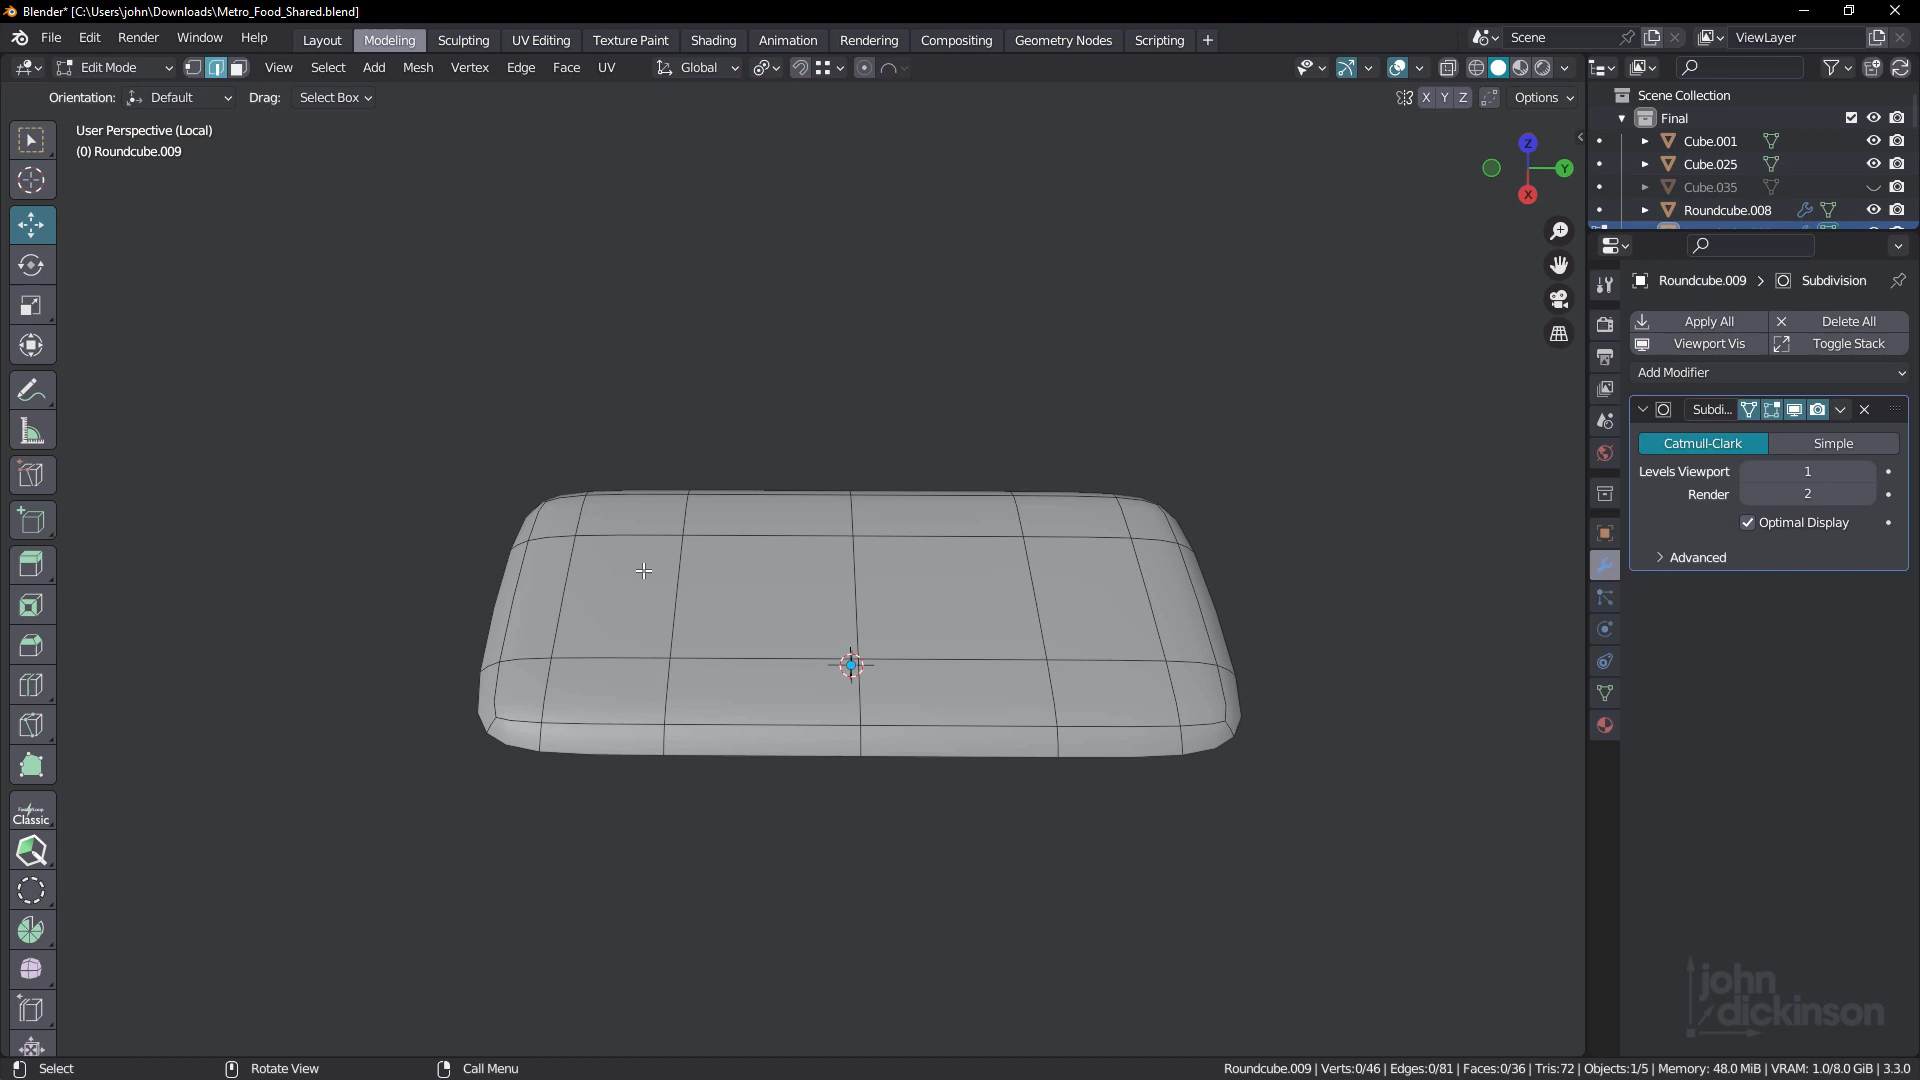 Blender* [C:\Users\john\Downloads\Metro_Food_Shared.blend]
File Edit Render Window Help Layout Modeling Sculpting UV Editing Texture Paint Shading Animation Rendering Compositing Geometry Nodes Scripting + Scene ViewLayer
Edit Mode View Select Add Mesh Vertex Edge Face UV Global
Orientation: Default Drag: Select Box X Y Z Options
User Perspective (Local)
(0) Roundcube.009
Z
Y
X
Classic
Scene Collection
Final
Cube.001
Cube.025
Cube.035
Roundcube.008
Roundcube.009 > Subdivision
Apply All Delete All
Viewport Vis Toggle Stack
Add Modifier
Subdi...
Catmull-Clark Simple
Levels Viewport 1
Render 2
Optimal Display
Advanced
john
dickinson
Select Rotate View Call Menu Roundcube.009 | Verts:0/46 | Edges:0/81 | Faces:0/36 | Tris:72 | Objects:1/5 | Memory: 48.0 MiB | VRAM: 1.0/8.0 GiB | 3.3.0